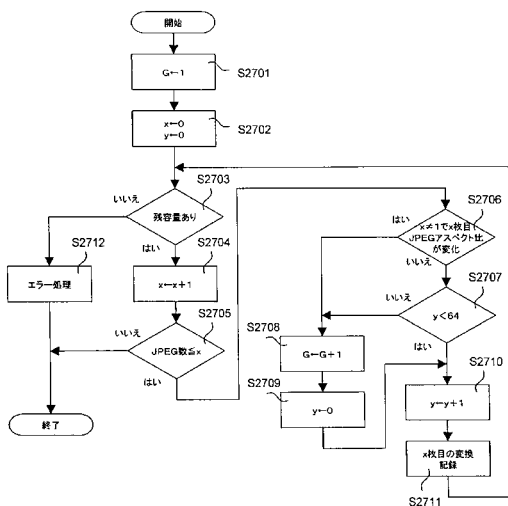 開始
G←1
S2701
x←0
y←0
S2702
S2703
いいえ
残容量あり
はい
S2704
x←x+1
S2712
エラー処理
S2705
いいえ
JPEG数≦x
はい
終了
S2706
はい
x≠1でx枚目
JPEGアスペクト比
が変化
いいえ
S2707
いいえ
y<64
はい
S2708
G←G+1
S2709
y←0
S2710
y←y+1
x枚目の変換
記録
S2711